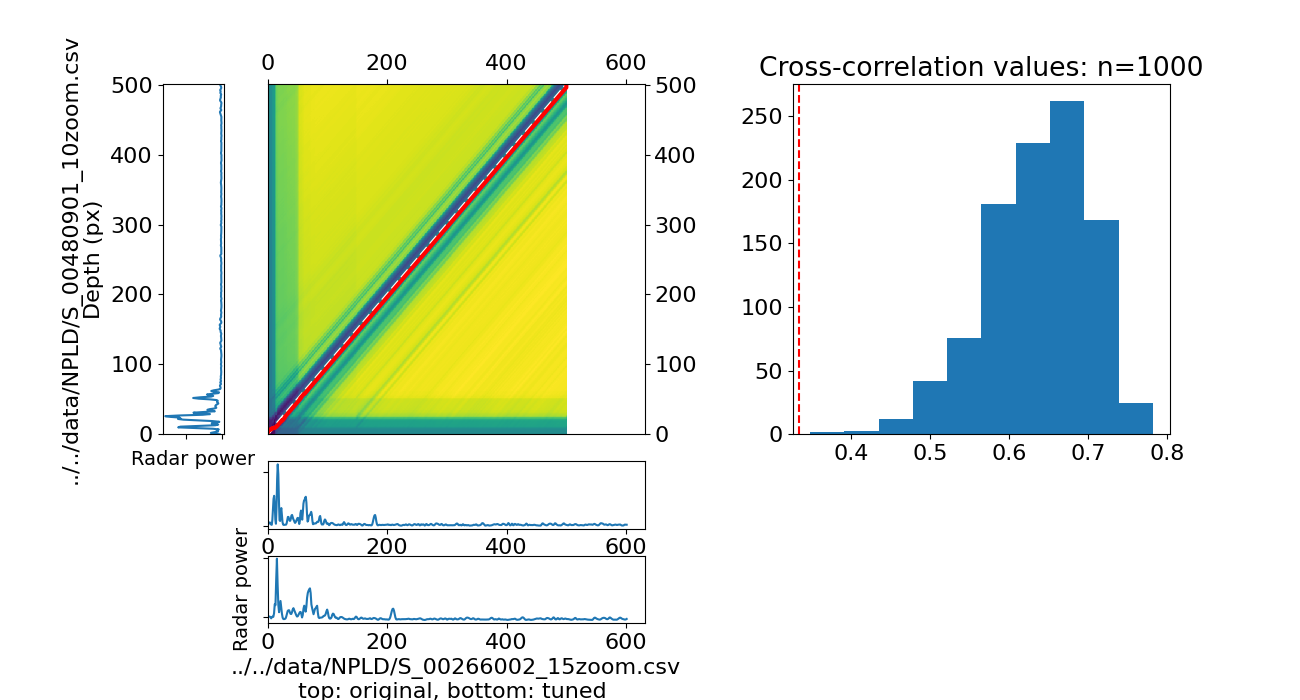 0 200 400 600
Cross-correlation values: n=1000
../../data/NPLD/S_00480901_10zoom.csv
Depth (px)
500
400
300
200
100
0
500
400
300
200
100
0
250
200
150
100
50
0
0.4 0.5 0.6 0.7 0.8
Radar power
0 200 400 600
Radar power
0 200 400 600
../../data/NPLD/S_00266002_15zoom.csv
top: original, bottom: tuned